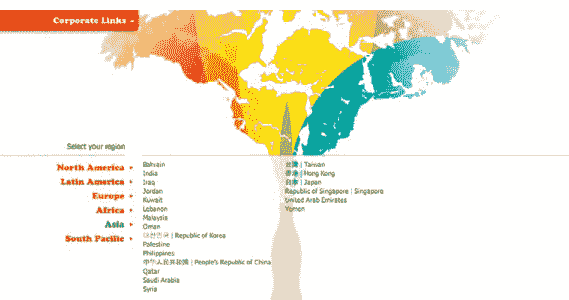 Corporate Links
Select your region
North America
Latin America
Europe
Africa
Asia
South Pacific
Bahrain
India
Iraq
Jordan
Kuwait
Lebanon
Malaysia
Oman
대한민국 | Republic of Korea
Palestine
Philippines
中华人民共和国 | People's Republic of China
Qatar
Saudi Arabia
Syria
台灣 | Taiwan
香港 | Hong Kong
日本 | Japan
Republic of Singapore | Singapore
United Arab Emirates
Yemen